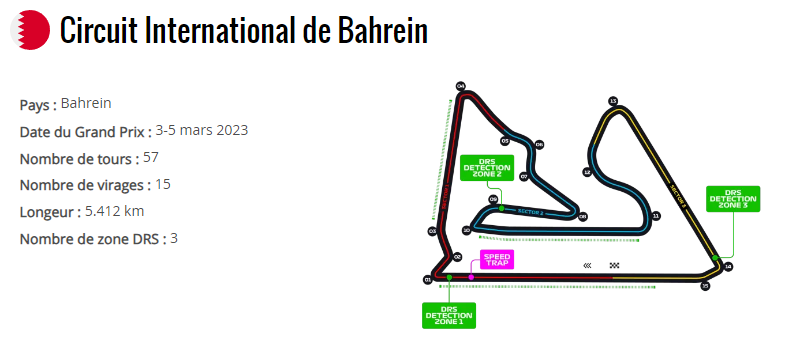 Circuit International de Bahrein
Pays : Bahrein
Date du Grand Prix : 3-5 mars 2023
Nombre de tours : 57
Nombre de virages : 15
Longeur : 5.412 km
Nombre de zone DRS : 3
04
13
05
06
DRS
DETECTION
ZONE 2
07
12
SECTOR 1
SECTOR 3
DRS
DETECTION
ZONE 3
09
SECTOR 2
08
11
03
10
02
SPEED
TRAP
14
01
15
DRS
DETECTION
ZONE 1